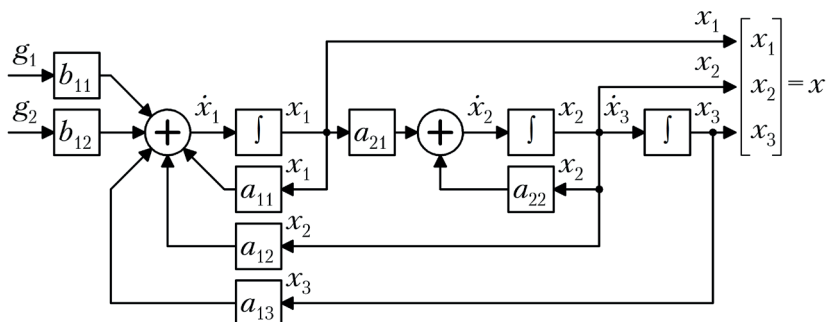 x₁
g₁ b₁₁ x₂ [x₁ x₂ x₃] = x
g₂ b₁₂ + ẋ₁ ∫ x₁ a₂₁ + ẋ₂ ∫ x₂ ẋ₃ ∫ x₃
a₁₁ x₁ a₂₂ x₂
a₁₂ x₂
a₁₃ x₃